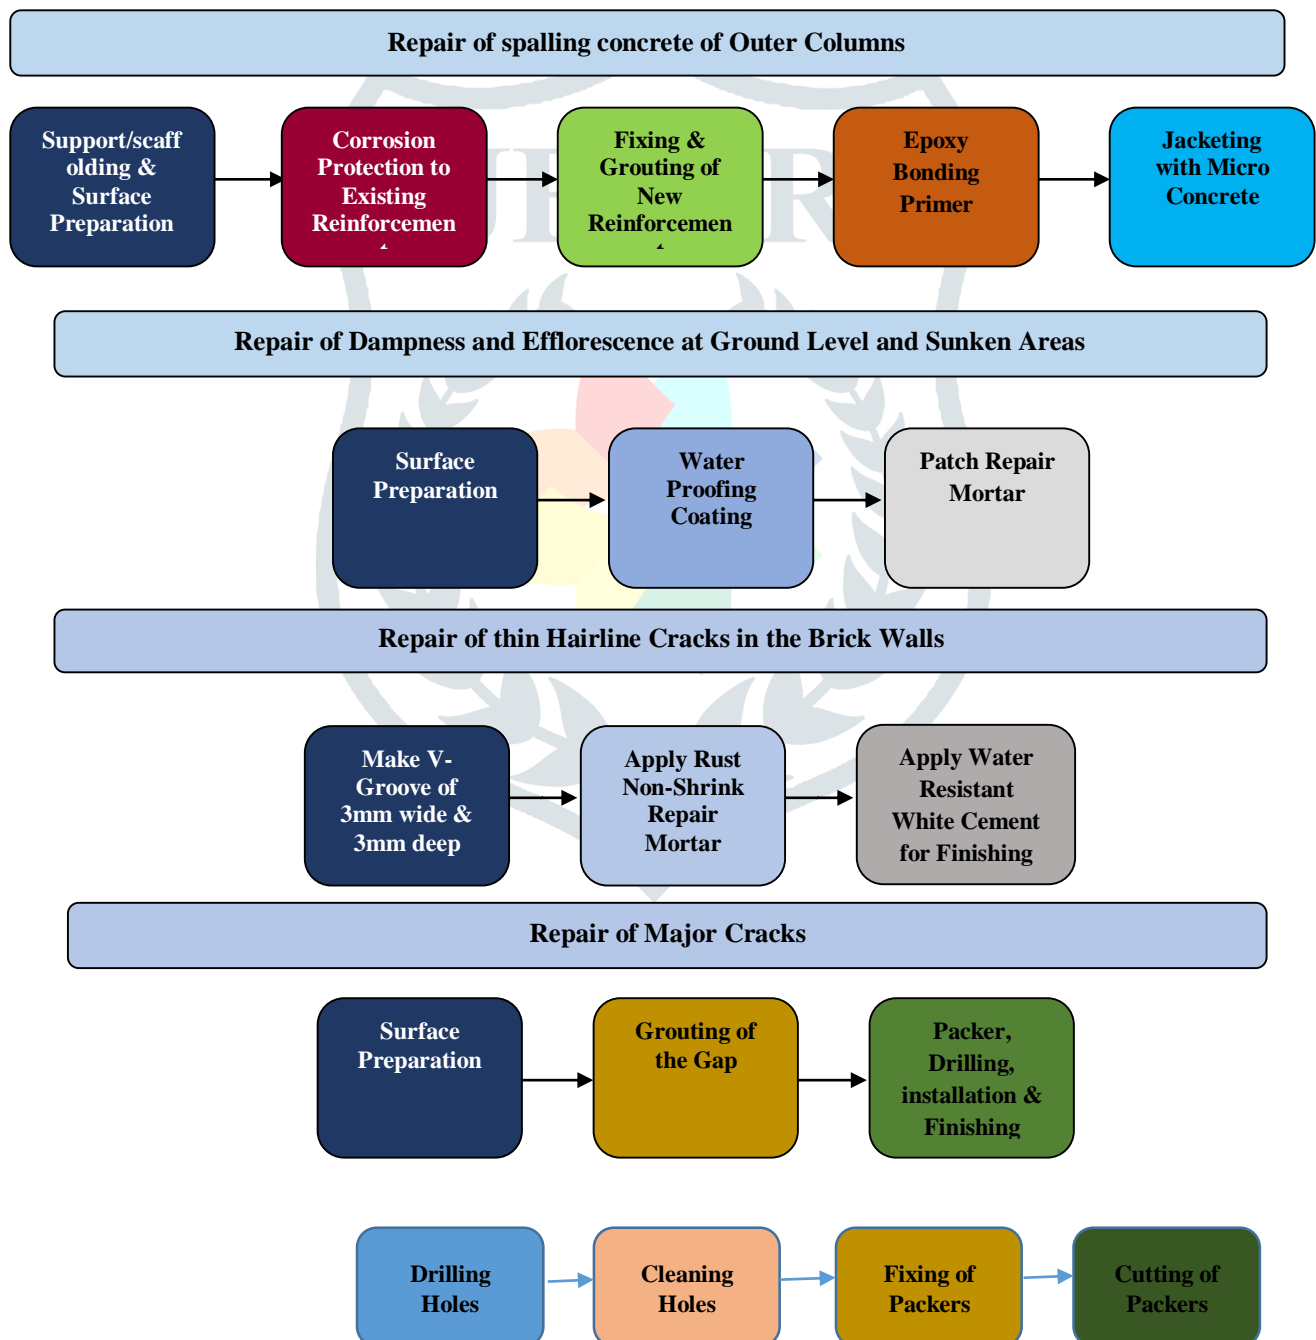 Repair of spalling concrete of Outer Columns
Support/scaff
olding &
Surface
Preparation
Corrosion
Protection to
Existing
Reinforcemen
Fixing &
Grouting of
New
Reinforcemen
Epoxy
Bonding
Primer
Jacketing
with Micro
Concrete
Repair of Dampness and Efflorescence at Ground Level and Sunken Areas
Surface
Preparation
Water
Proofing
Coating
Patch Repair
Mortar
Repair of thin Hairline Cracks in the Brick Walls
Make V-
Groove of
3mm wide &
3mm deep
Apply Rust
Non-Shrink
Repair
Mortar
Apply Water
Resistant
White Cement
for Finishing
Repair of Major Cracks
Surface
Preparation
Grouting of
the Gap
Packer,
Drilling,
installation &
Finishing
Drilling
Holes
Cleaning
Holes
Fixing of
Packers
Cutting of
Packers